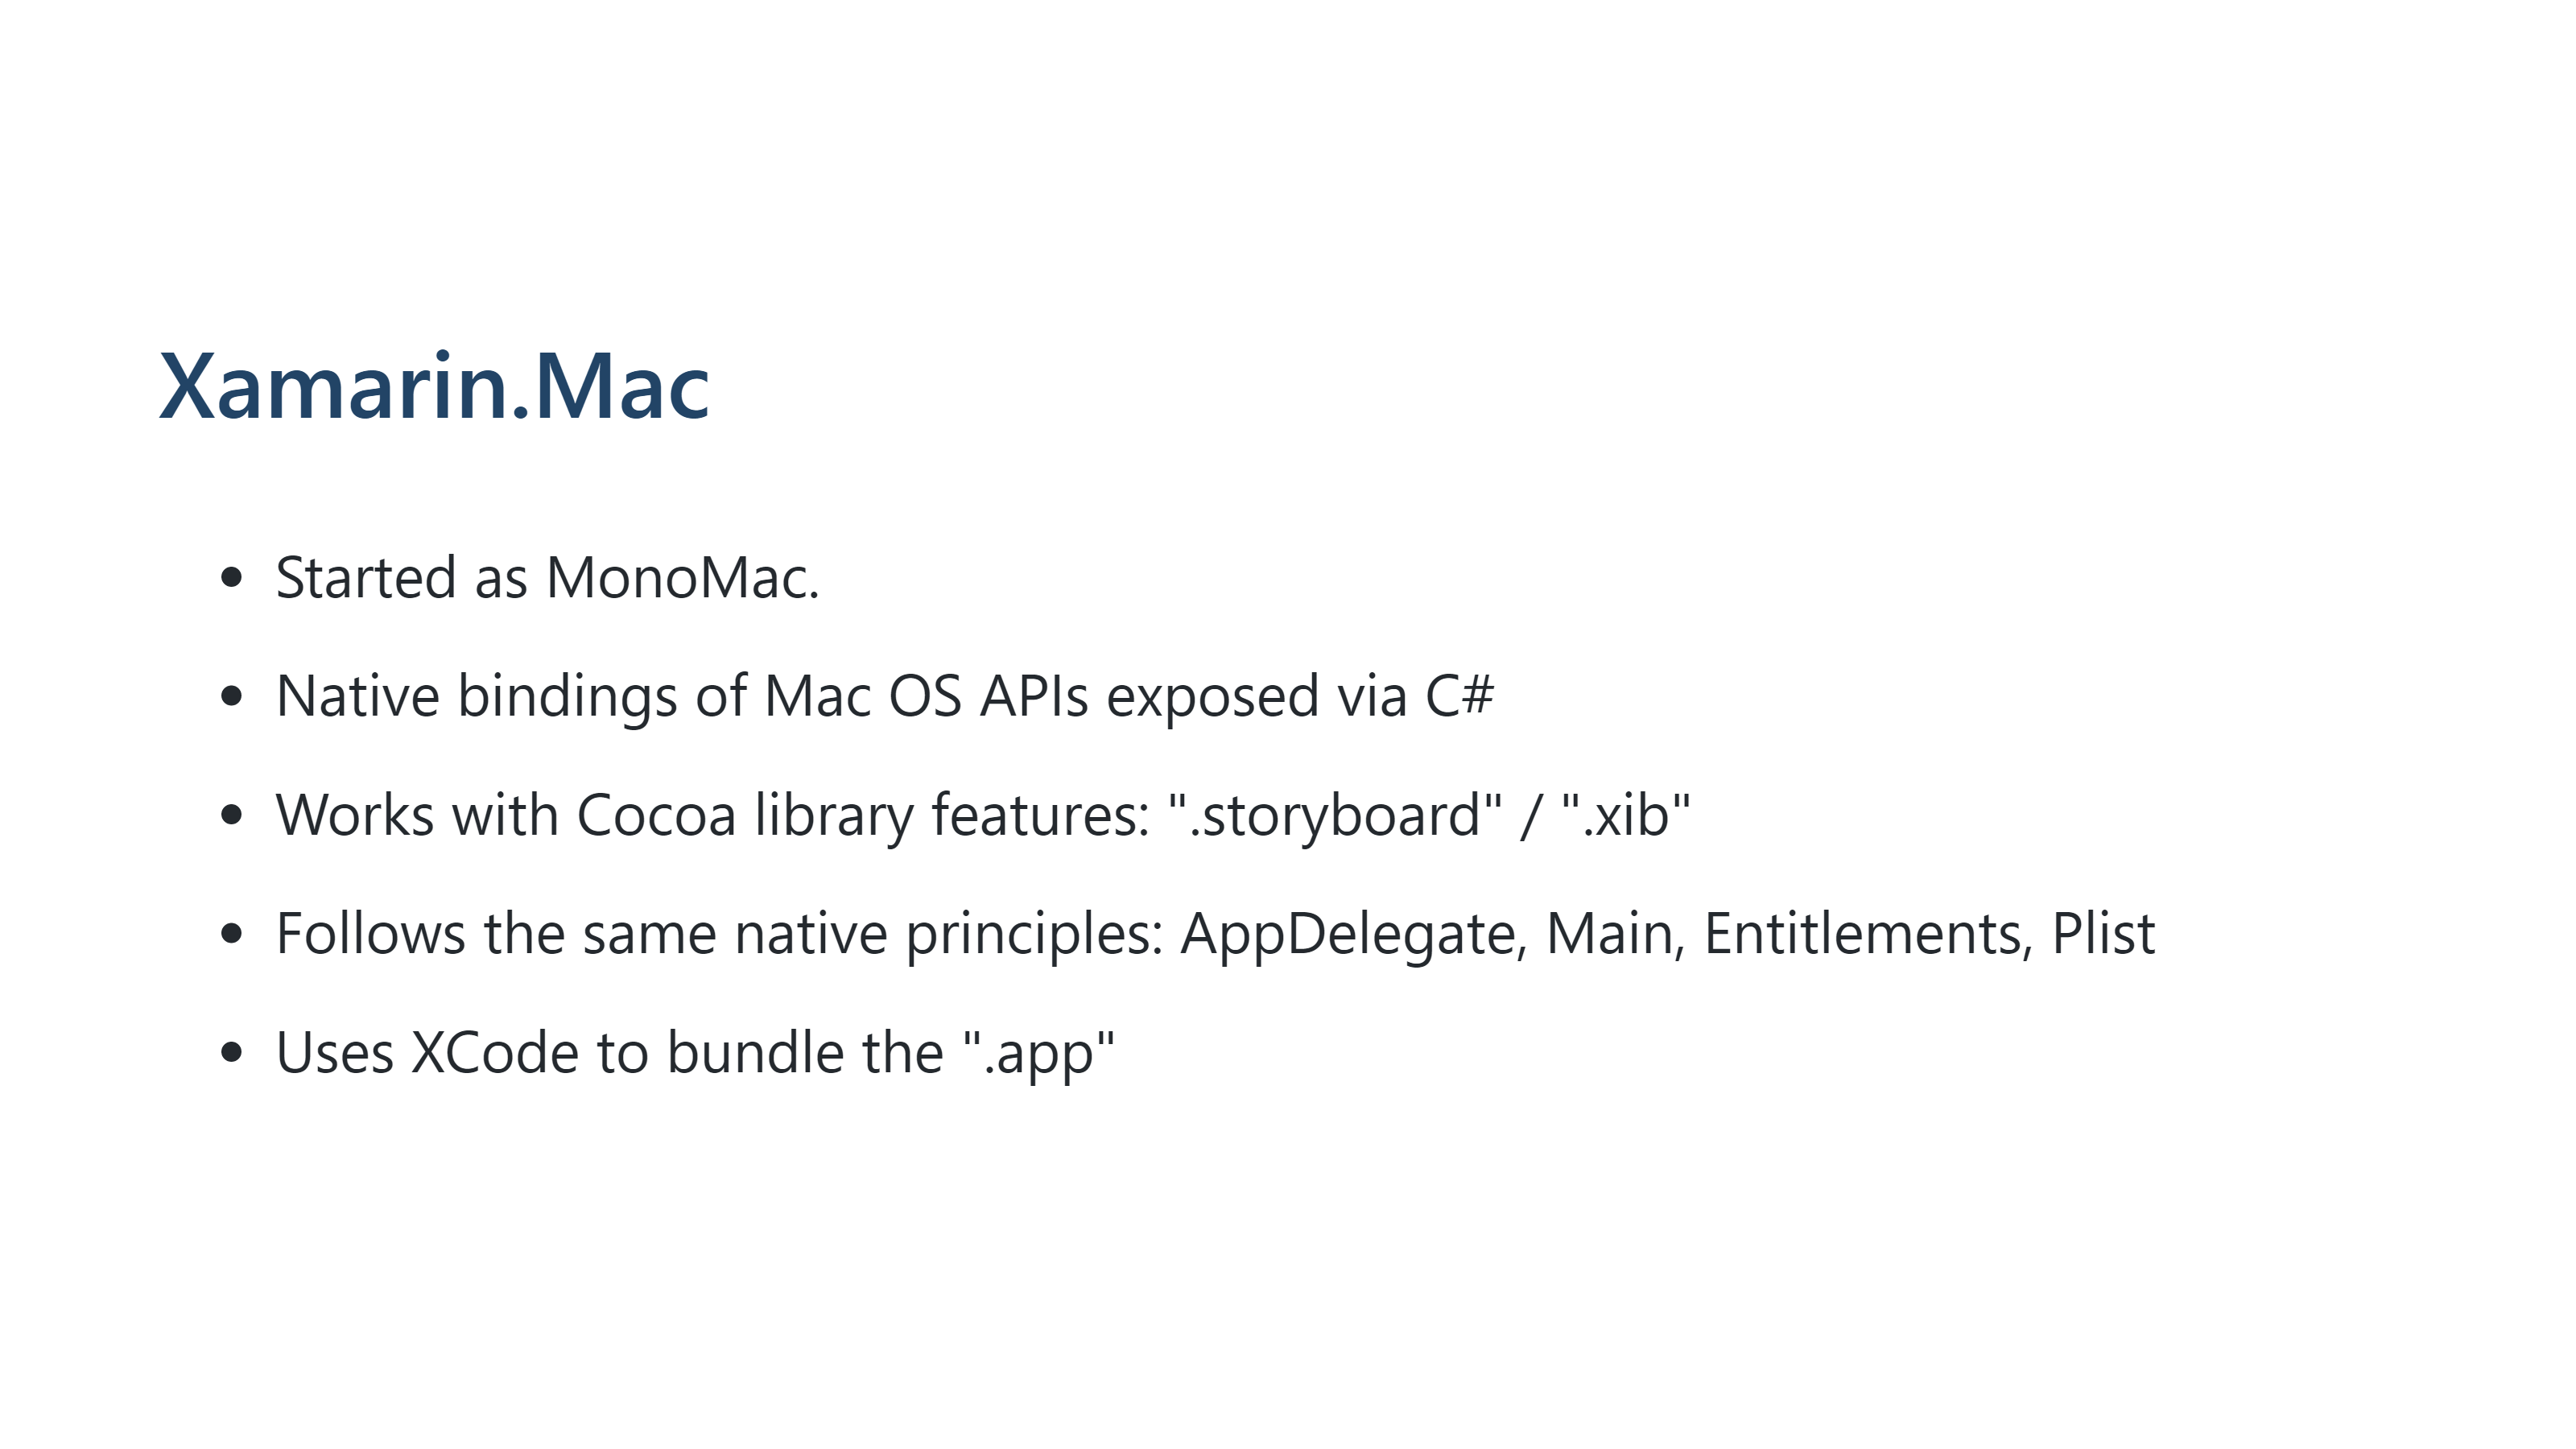 Xamarin.Mac
• Started as MonoMac.
• Native bindings of Mac OS APIs exposed via C#
• Works with Cocoa library features: ".storyboard" / ".xib"
• Follows the same native principles: AppDelegate, Main, Entitlements, Plist
• Uses XCode to bundle the ".app"